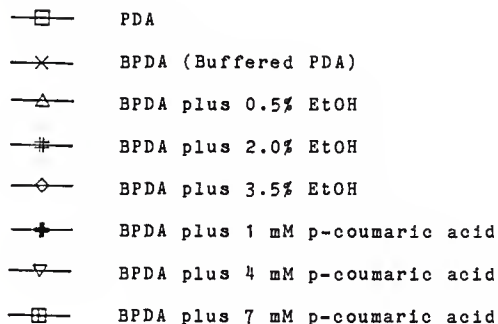 PDA
BPDA (Buffered PDA)
BPDA plus 0.5% EtOH
BPDA plus 2.0% EtOH
BPDA plus 3.5% EtOH
BPDA plus 1 mM p-coumaric acid
BPDA plus 4 mM p-coumaric acid
BPDA plus 7 mM p-coumaric acid